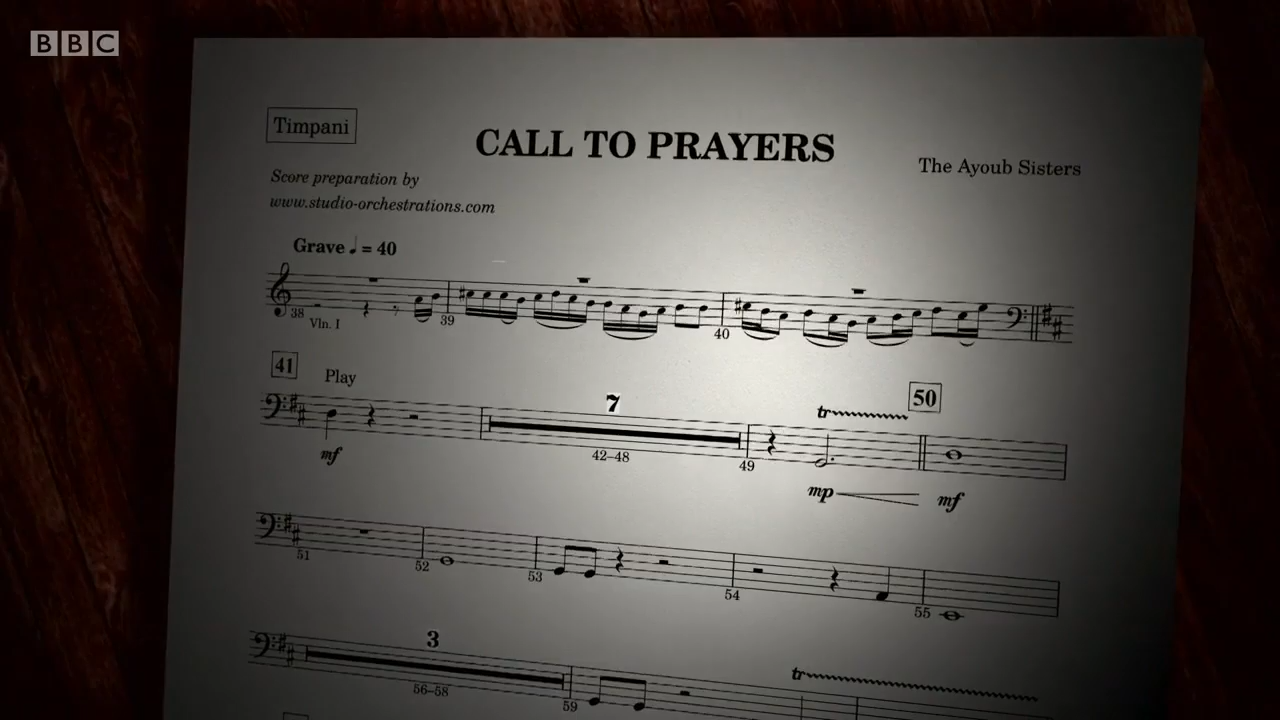 BBC
Timpani
CALL TO PRAYERS
The Ayoub Sisters
Score preparation by
www.studio-orchestrations.com
Grave ♩ = 40
38
Vln. I
39
40
41
Play
7
tr
50
mf
42–48
49
mp
mf
51
52
53
54
55
3
tr
56–58
59